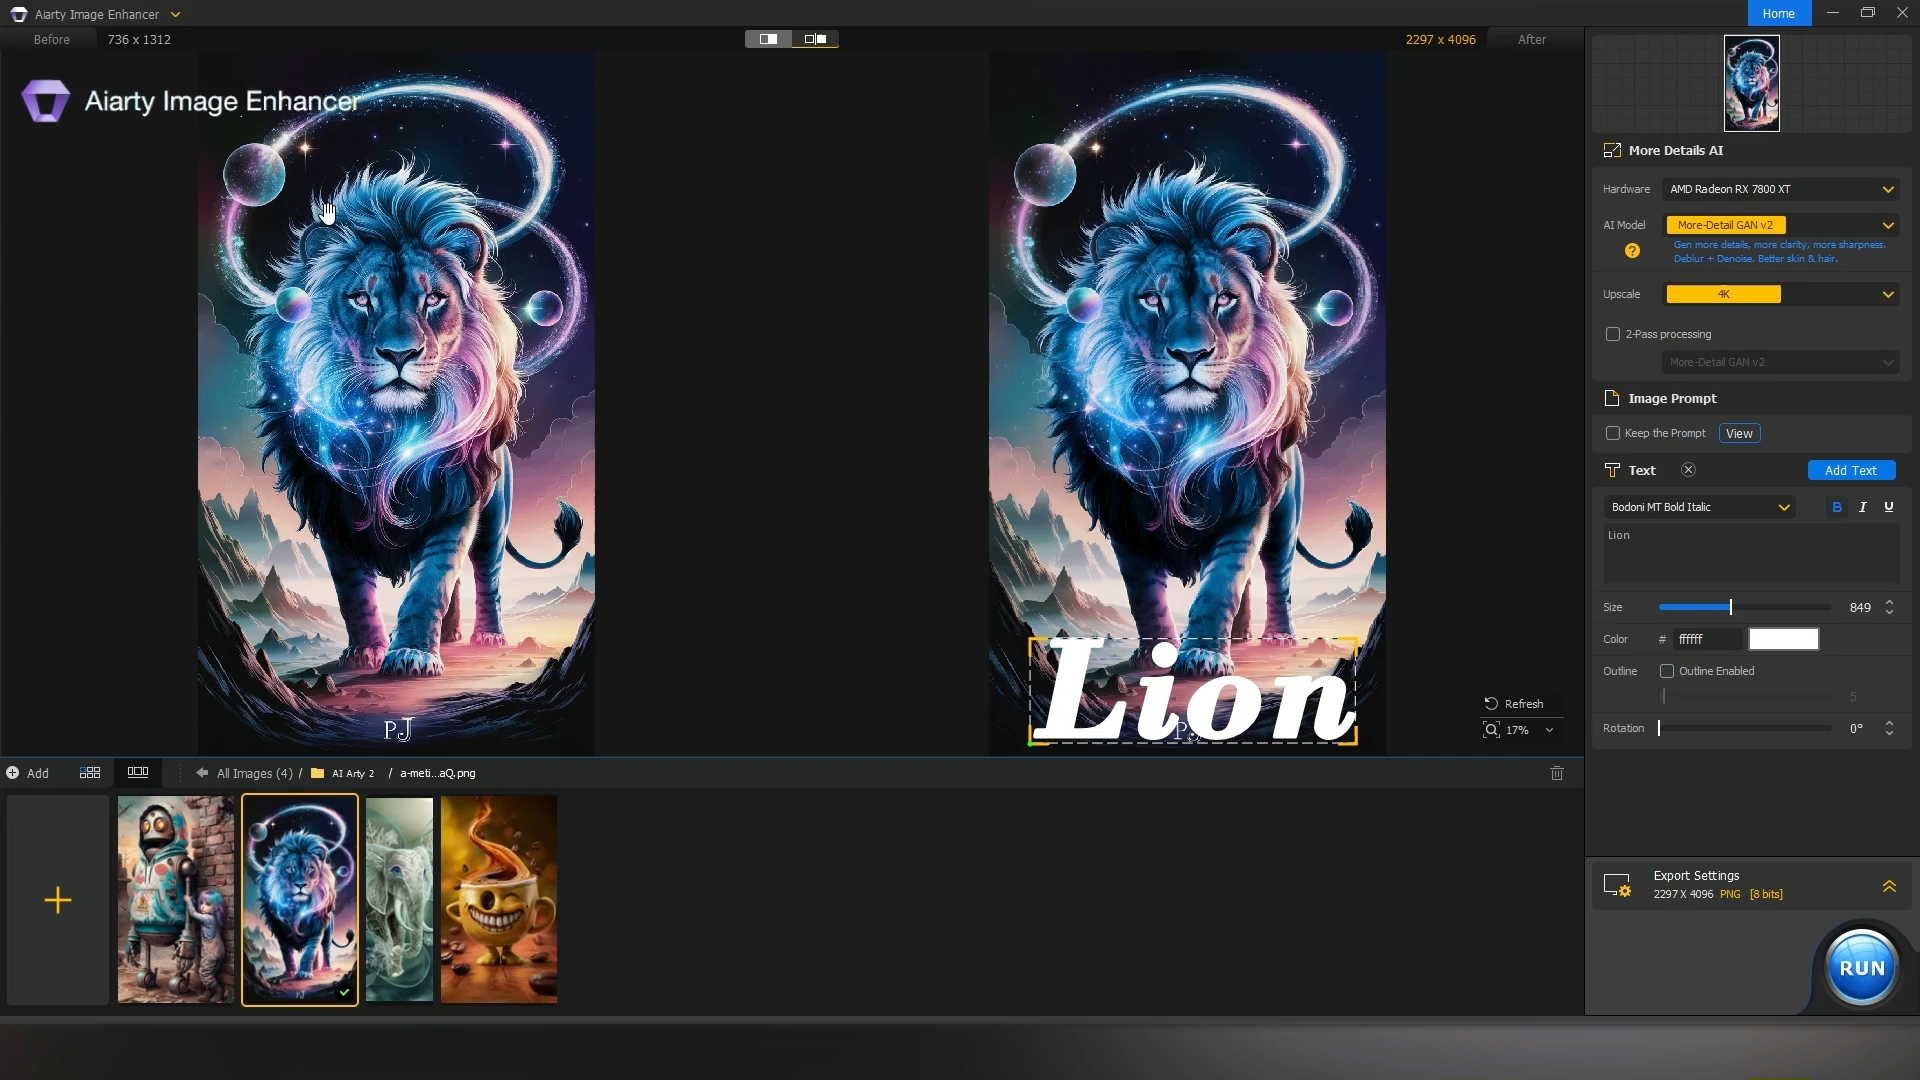 Aiarty Image Enhancer
Home
Before
736 x 1312
2297 x 4096
After
Aiarty Image Enhancer
PJ
Lion
PJ
Refresh
17%
More Details AI
Hardware
AMD Radeon RX 7800 XT
AI Model
More-Detail GAN v2
?
Gen more details, more clarity, more sharpness.
Deblur + Denoise. Better skin & hair.
Upscale
4K
2-Pass processing
More-Detail GAN v2
Image Prompt
Keep the Prompt
View
Text
Add Text
Bodoni MT Bold Italic
B I U
Lion
Size
849
Color
# ffffff
Outline
Outline Enabled
5
Rotation
0°
Add
All Images (4) / AI Arty 2 / a-meti...aQ.png
Export Settings
2297 X 4096 PNG [8 bits]
RUN